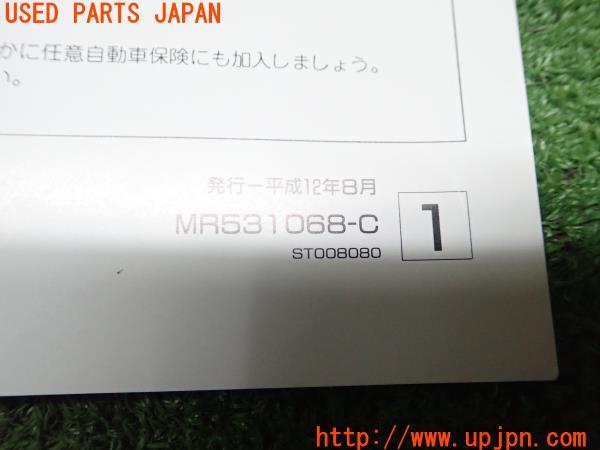 USED PARTS JAPAN
かに任意自動車保険にも加入しましょう。
い。
発行ー平成12年8月
MR531068-C
1
ST008080
http://www.upjpn.com